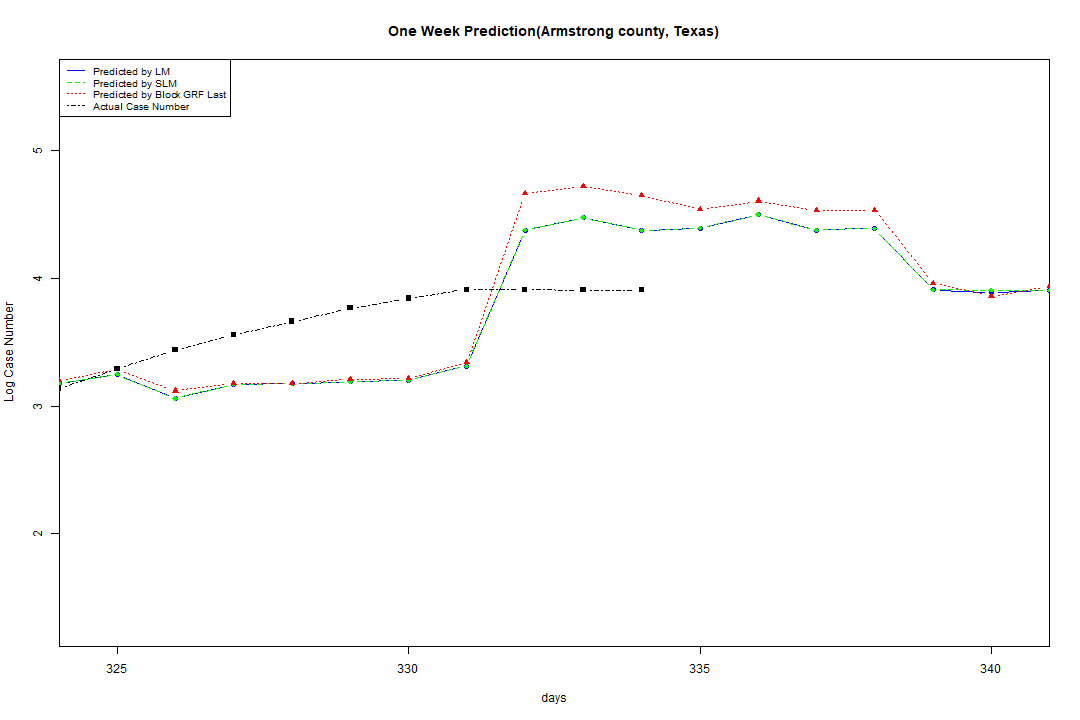 One Week Prediction(Armstrong county, Texas)
Predicted by LM
Predicted by SLM
Predicted by Block GRF Last
Actual Case Number
5
4
3
2
Log Case Number
325 330 335 340
days